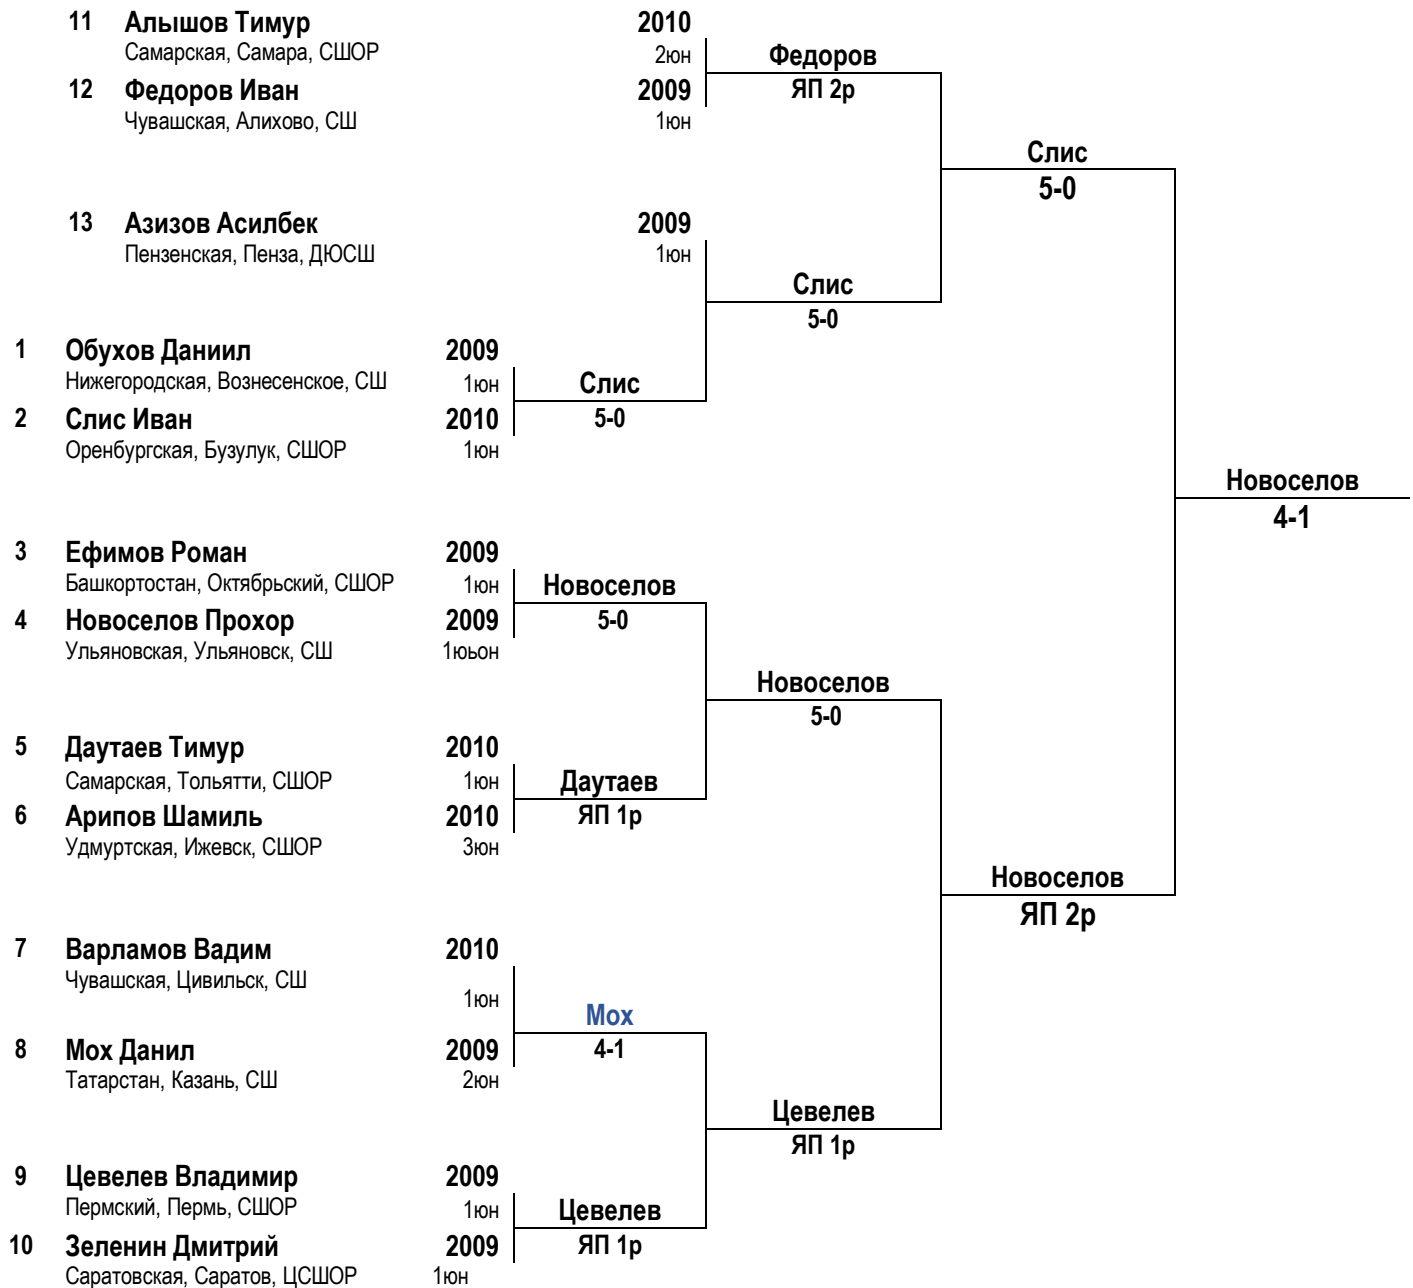 11 Алышов Тимур 2010
Самарская, Самара, СШОР 2юн
Федоров
12 Федоров Иван 2009
ЯП 2р
Чувашская, Алихово, СШ 1юн
Слис
5-0
13 Азизов Асилбек 2009
Пензенская, Пенза, ДЮСШ 1юн
Слис
5-0
1 Обухов Даниил 2009
Нижегородская, Вознесенское, СШ 1юн
Слис
2 Слис Иван 2010
5-0
Оренбургская, Бузулук, СШОР 1юн
Новоселов
4-1
3 Ефимов Роман 2009
Башкортостан, Октябрьский, СШОР 1юн
Новоселов
4 Новоселов Прохор 2009
5-0
Ульяновская, Ульяновск, СШ 1юьон
Новоселов
5-0
5 Даутаев Тимур 2010
Самарская, Тольятти, СШОР 1юн
Даутаев
6 Арипов Шамиль 2010
ЯП 1р
Удмуртская, Ижевск, СШОР 3юн
Новоселов
ЯП 2р
7 Варламов Вадим 2010
Чувашская, Цивильск, СШ
1юн
Мох
8 Мох Данил 2009
4-1
Татарстан, Казань, СШ 2юн
Цевелев
ЯП 1р
9 Цевелев Владимир 2009
Пермский, Пермь, СШОР 1юн
Цевелев
10 Зеленин Дмитрий 2009
ЯП 1р
Саратовская, Саратов, ЦСШОР 1юн